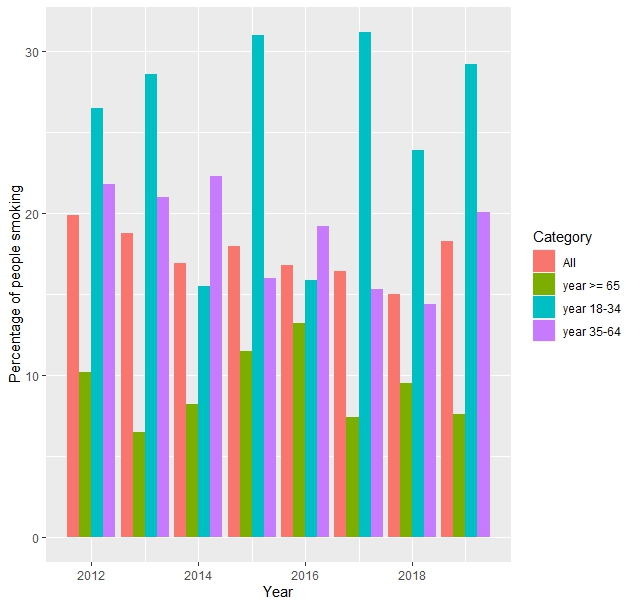 30
20
10
0
Percentage of people smoking
2012 2014 2016 2018
Year
Category
All
year >= 65
year 18-34
year 35-64